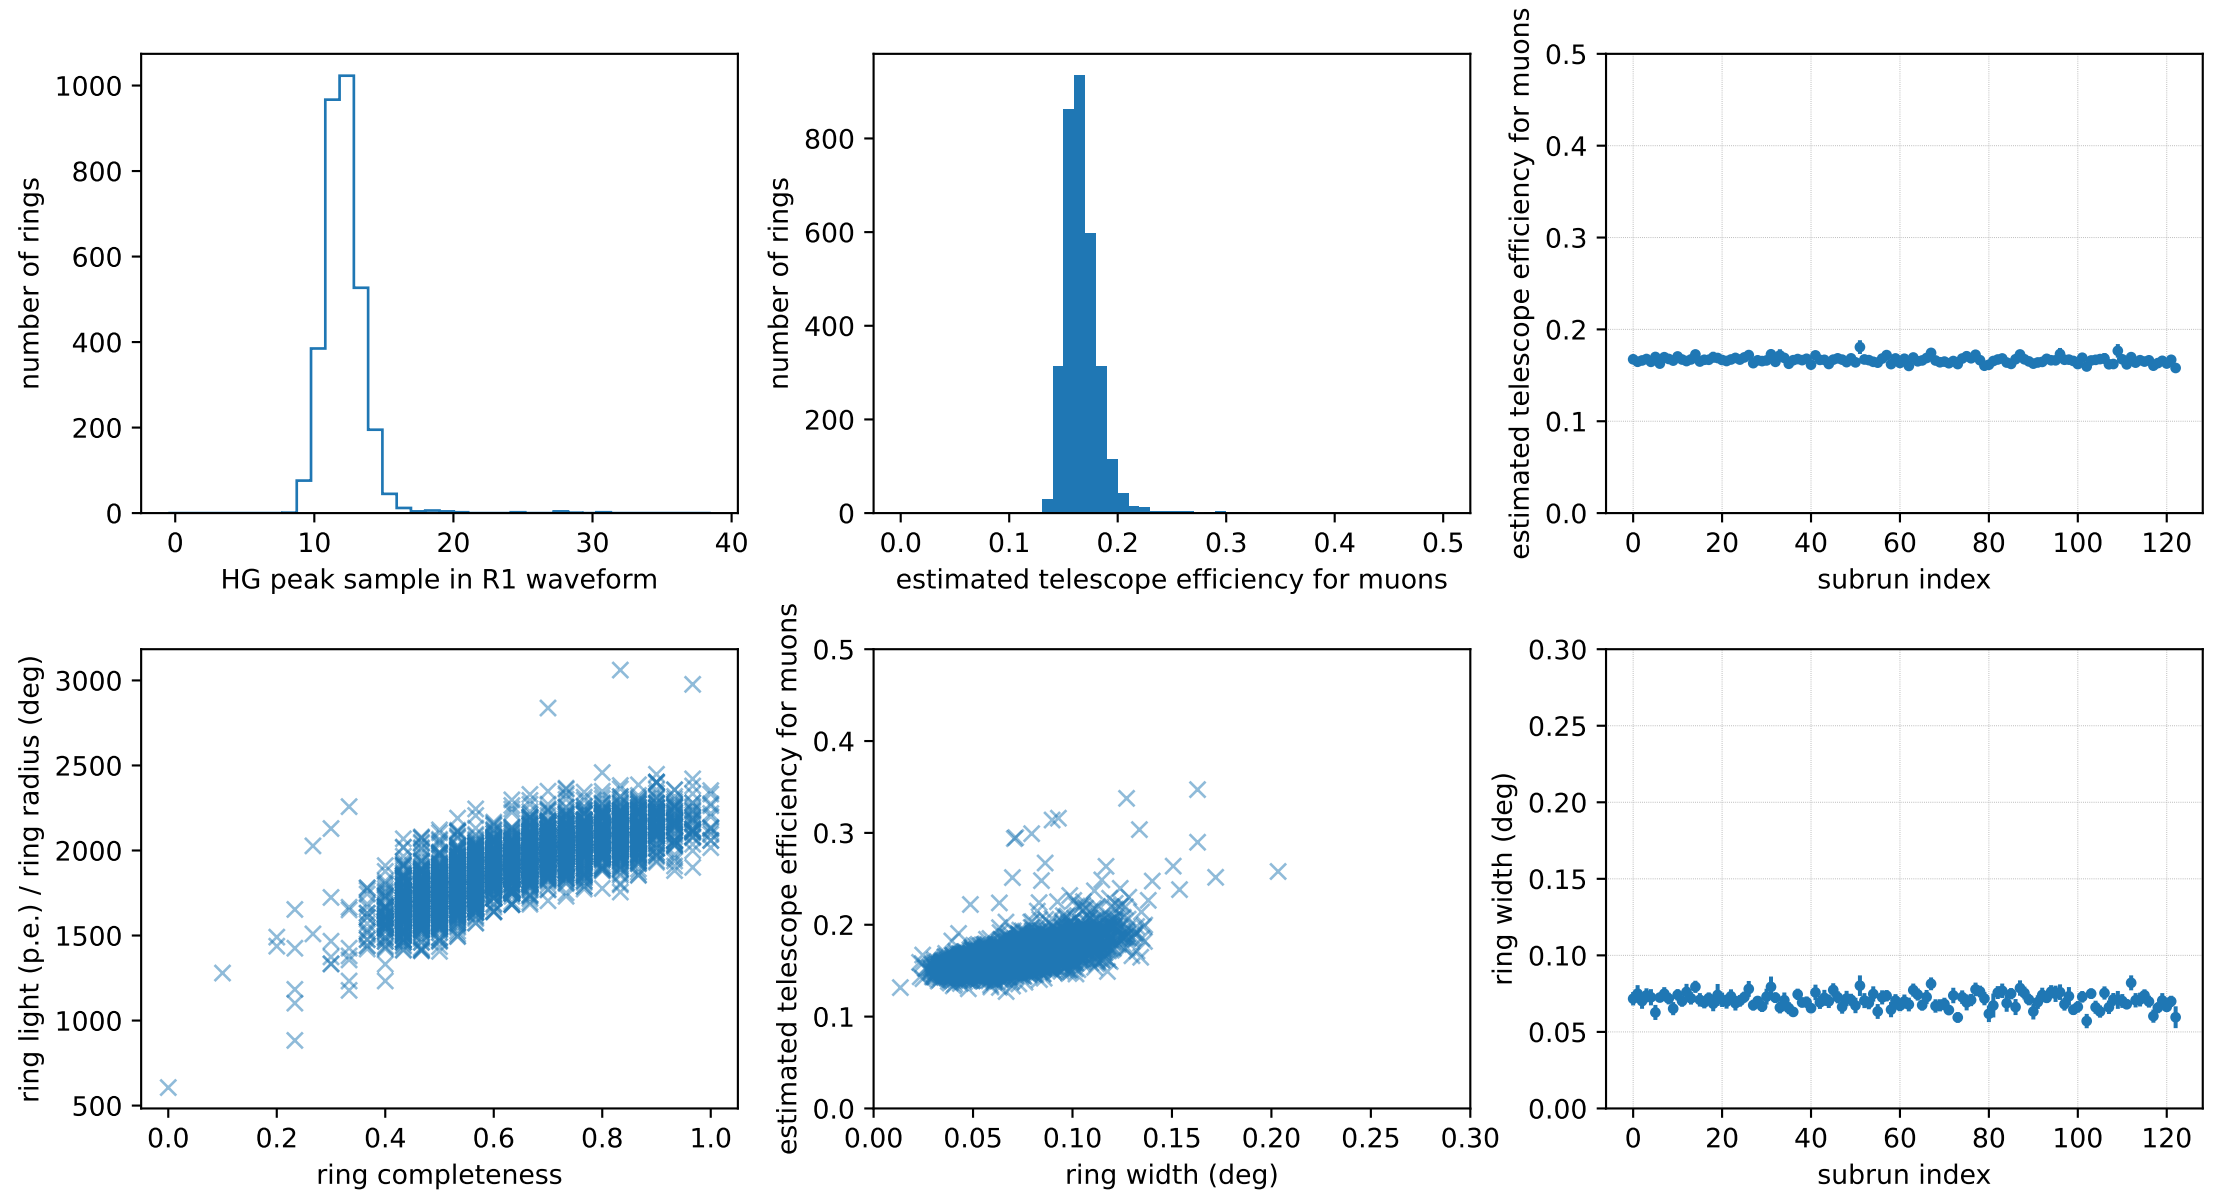 number of rings
1000
800
600
400
200
0
0 10 20 30 40
HG peak sample in R1 waveform
number of rings
800
600
400
200
0
0.0 0.1 0.2 0.3 0.4 0.5
estimated telescope efficiency for muons
estimated telescope efficiency for muons
0.5
0.4
0.3
0.2
0.1
0.0
0 20 40 60 80 100 120
subrun index
ring light (p.e.) / ring radius (deg)
3000
2500
2000
1500
1000
500
0.0 0.2 0.4 0.6 0.8 1.0
ring completeness
estimated telescope efficiency for muons
0.5
0.4
0.3
0.2
0.1
0.0
0.00 0.05 0.10 0.15 0.20 0.25 0.30
ring width (deg)
ring width (deg)
0.30
0.25
0.20
0.15
0.10
0.05
0.00
0 20 40 60 80 100 120
subrun index